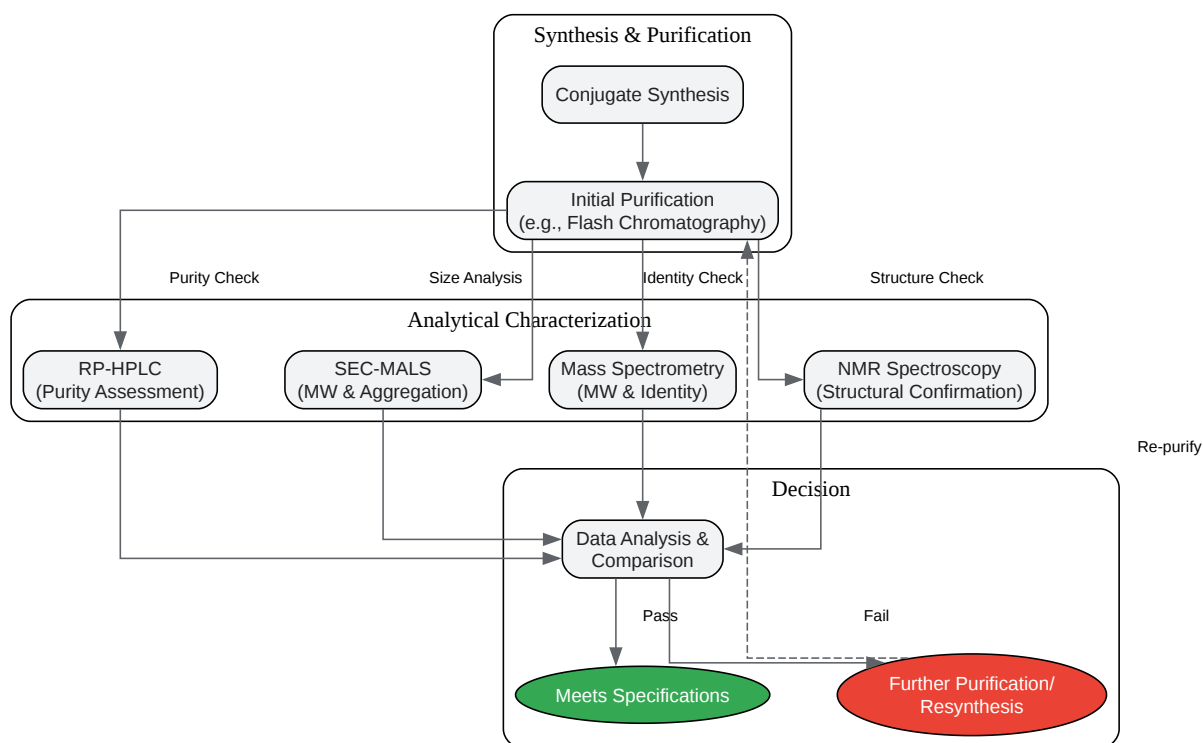 Synthesis & Purification
Conjugate Synthesis
Initial Purification
(e.g., Flash Chromatography)
Purity Check
Size Analysis
Identity Check
Structure Check
Analytical Characterization
RP-HPLC
(Purity Assessment)
SEC-MALS
(MW & Aggregation)
Mass Spectrometry
(MW & Identity)
NMR Spectroscopy
(Structural Confirmation)
Re-purify
Decision
Data Analysis &
Comparison
Pass
Fail
Meets Specifications
Further Purification/
Resynthesis